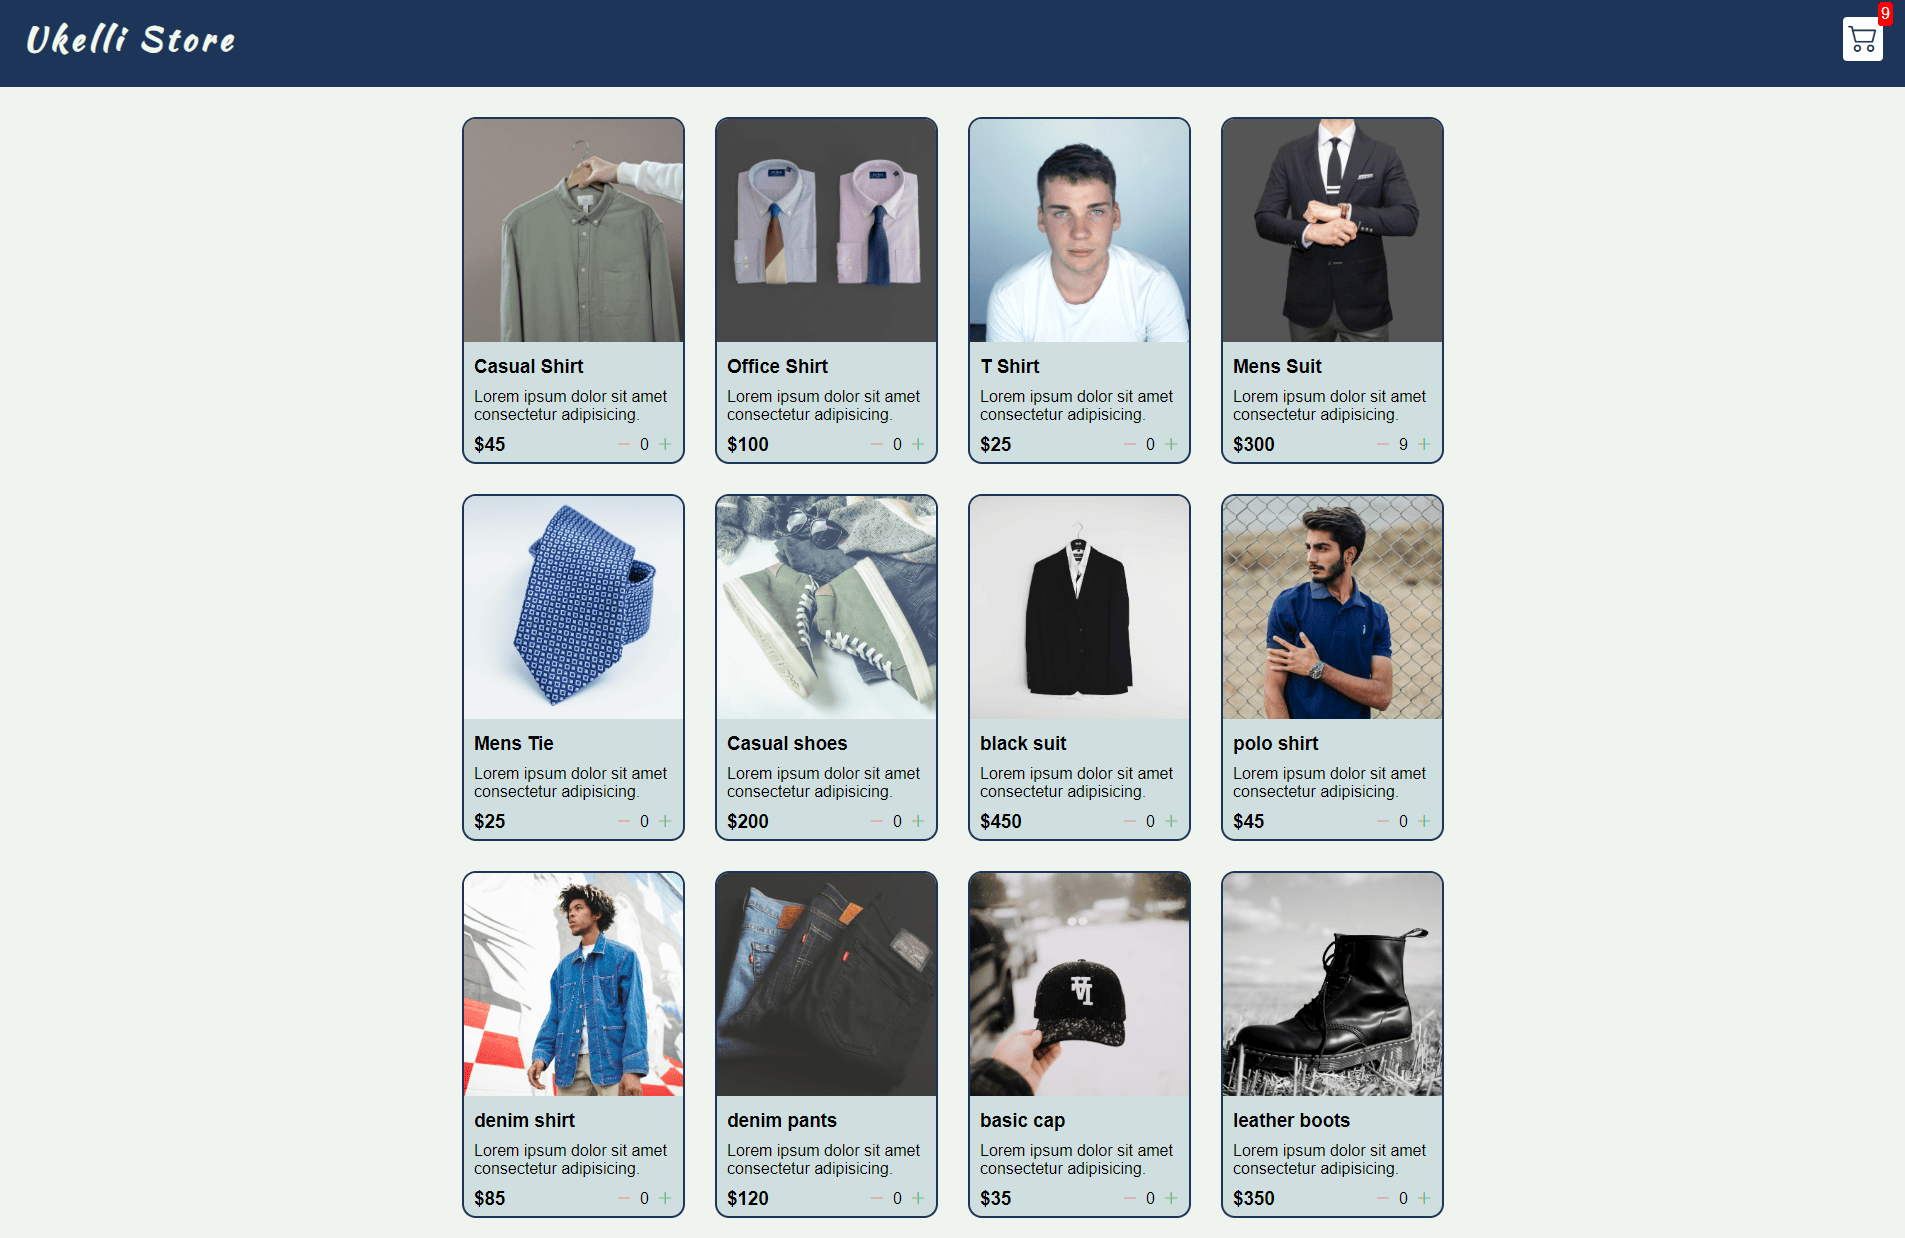 Ukelli Store
9
Casual Shirt
Lorem ipsum dolor sit amet
consectetur adipisicing.
$45 − 0 +
Office Shirt
Lorem ipsum dolor sit amet
consectetur adipisicing.
$100 − 0 +
T Shirt
Lorem ipsum dolor sit amet
consectetur adipisicing.
$25 − 0 +
Mens Suit
Lorem ipsum dolor sit amet
consectetur adipisicing.
$300 − 9 +
Mens Tie
Lorem ipsum dolor sit amet
consectetur adipisicing.
$25 − 0 +
Casual shoes
Lorem ipsum dolor sit amet
consectetur adipisicing.
$200 − 0 +
black suit
Lorem ipsum dolor sit amet
consectetur adipisicing.
$450 − 0 +
polo shirt
Lorem ipsum dolor sit amet
consectetur adipisicing.
$45 − 0 +
denim shirt
Lorem ipsum dolor sit amet
consectetur adipisicing.
$85 − 0 +
denim pants
Lorem ipsum dolor sit amet
consectetur adipisicing.
$120 − 0 +
basic cap
Lorem ipsum dolor sit amet
consectetur adipisicing.
$35 − 0 +
leather boots
Lorem ipsum dolor sit amet
consectetur adipisicing.
$350 − 0 +